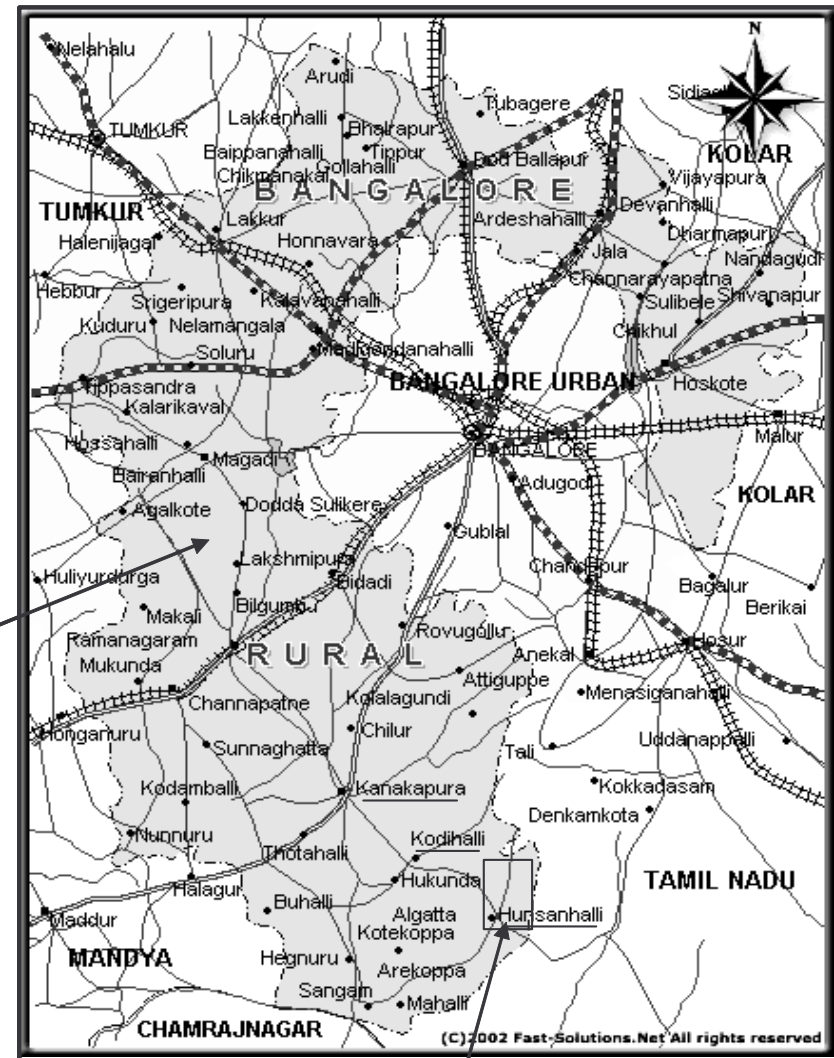 N
Nelahalu
Arudi
Tubagere
Lakkenhalli
TUMKUR
Bhairapur
Baippanahalli
Tippur
Gollahalli
Chikmanakal
Dod Ballapur
KOLAR
Vijayapura
BANGALORE
TUMKUR
Lakkur
Ardeshahalli
Devanhalli
Halenijagal
Honnavara
Dharmapuri
Jala
Nandagudi
Hebbur
Channarayapatna
Srigeripura
Kalavanahalli
Sulibele
Shivanapur
Kuduru
Nelamangala
Chikhul
Soluru
Madigondanahalli
Tippasandra
BANGALORE URBAN
Hoskote
Kalarikaval
Hossahalli
Malur
Magadi
BANGALORE
Bairanhalli
Adugodi
KOLAR
Agalkote
Dodda Sulikere
Gublal
Lakshmipura
Chandapur
Huliyurdurga
Bidadi
Bagalur
Bilgumbu
Berikai
Makali
Rovugollu
Ramanagaram
RURAL
Anekal
Hosur
Mukunda
Attiguppe
Channapatne
Kolalagundi
Menasiganahalli
Honganuru
Chilur
Sunnaghatta
Tali
Uddanappalli
Kodamballi
Kanakapura
Kokkadasam
Denkamkota
Nunnuru
Kodihalli
Thotahalli
Halagur
Hukunda
TAMIL NADU
Maddur
Buhalli
Algatta
Hunsanhalli
Kotekoppa
MANDYA
Hegnuru
Arekoppa
Sangam
Mahalli
CHAMRAJNAGAR
(C)2002 Fast-Solutions.Net All rights reserved